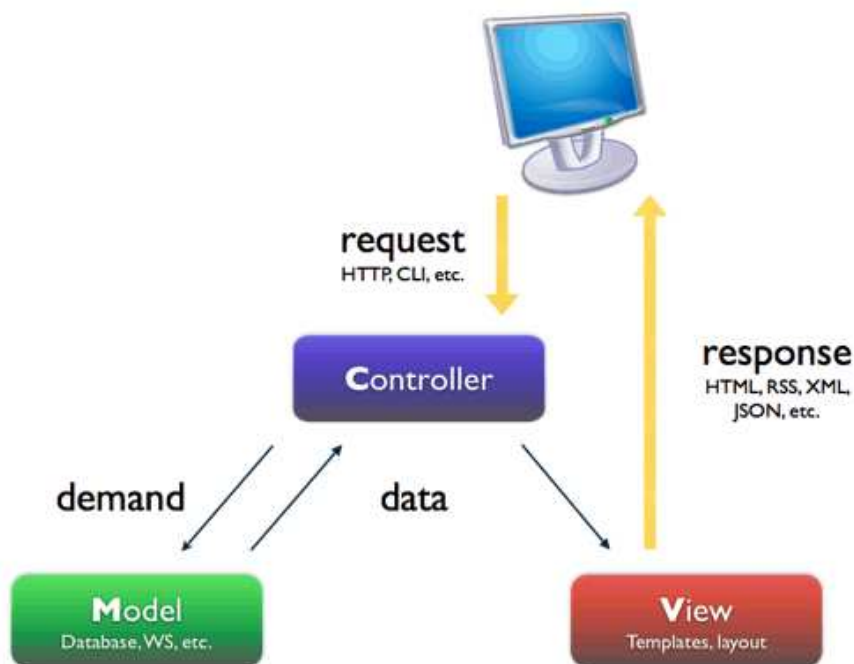 request
HTTP, CLI, etc.
Controller
response
HTML, RSS, XML,
JSON, etc.
demand
data
Model
Database, WS, etc.
View
Templates, layout